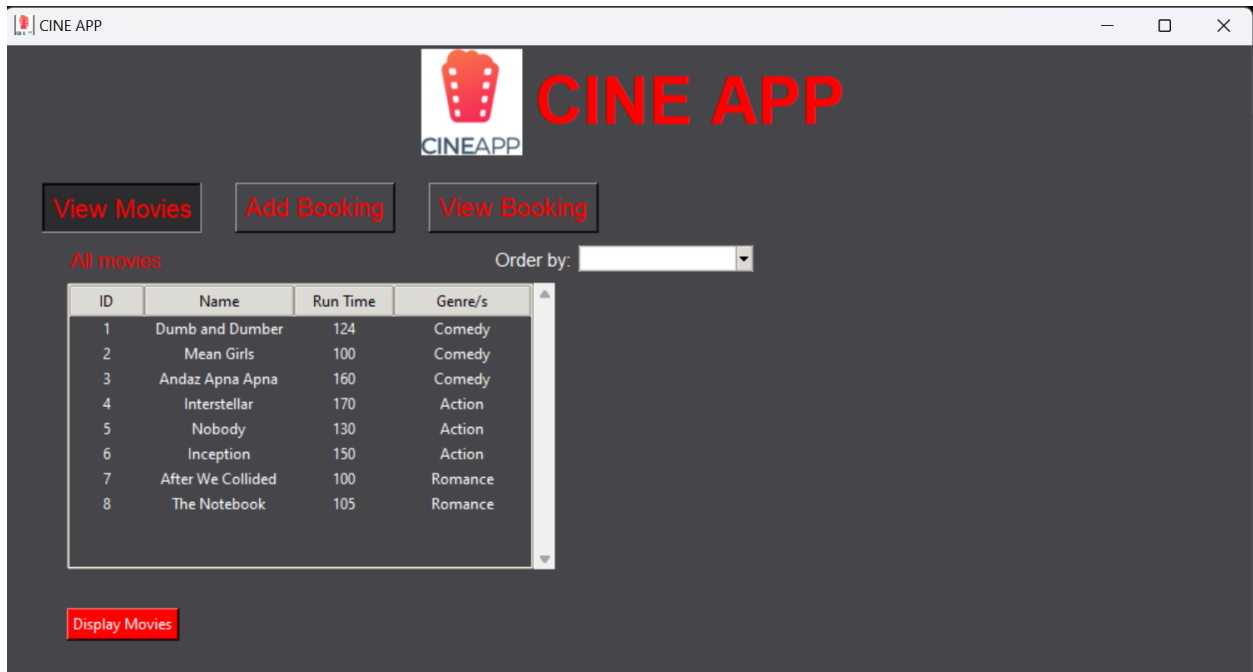 CINE APP
CINE APP
CINEAPP
View Movies Add Booking View Booking
All movies Order by:
ID Name Run Time Genre/s
1 Dumb and Dumber 124 Comedy
2 Mean Girls 100 Comedy
3 Andaz Apna Apna 160 Comedy
4 Interstellar 170 Action
5 Nobody 130 Action
6 Inception 150 Action
7 After We Collided 100 Romance
8 The Notebook 105 Romance
Display Movies